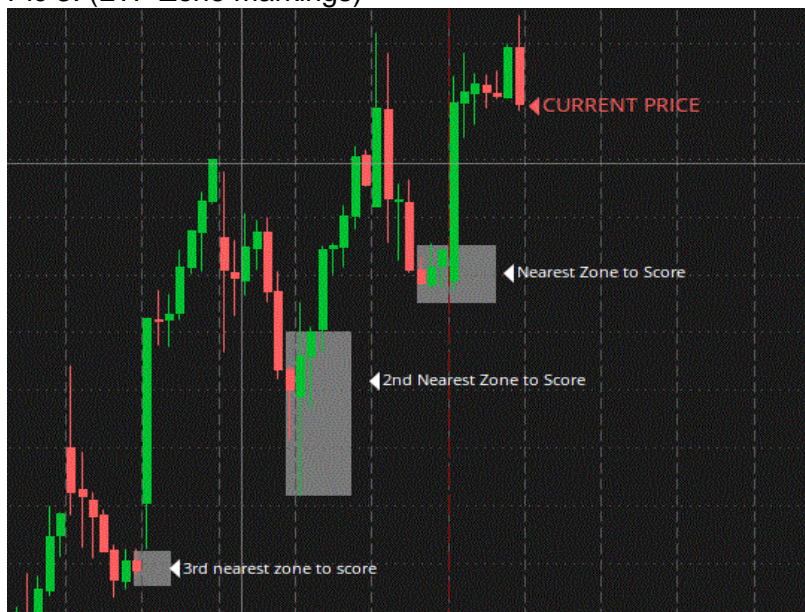 CURRENT PRICE
Nearest Zone to Score
2nd Nearest Zone to Score
3rd nearest zone to score